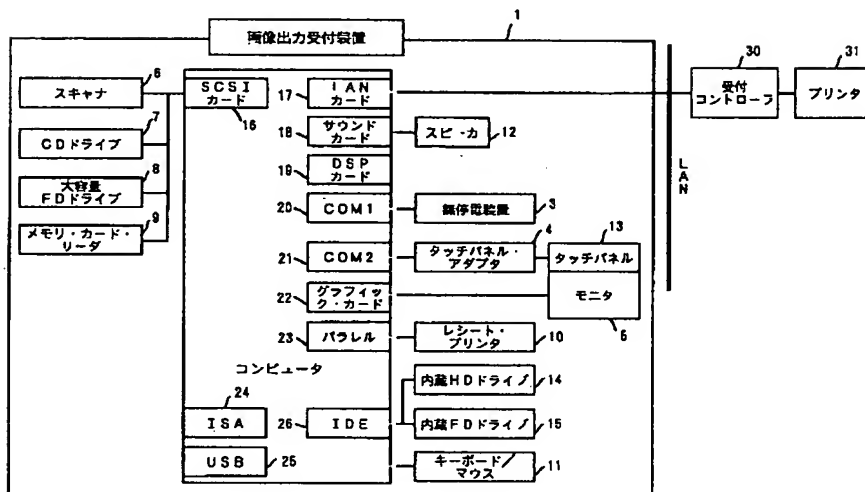 画像出力受付装置
1
スキャナ
6
CDドライブ
7
大容量
FDドライブ
8
メモリ・カード・
リーダ
9
SCSI
カード
16
17
LAN
カード
18
サウンド
カード
スピーカ
12
19
DSP
カード
20
COM1
無停電装置
3
21
COM2
タッチパネル・
アダプタ
4
13
タッチパネル
22
グラフィッ
ク・カード
モニタ
5
23
パラレル
レシート・
プリンタ
10
コンピュータ
24
ISA
26
IDE
内蔵HDドライブ
14
内蔵FDドライブ
15
USB
25
キーボード/
マウス
11
LAN
30
受付
コントローラ
31
プリンタ